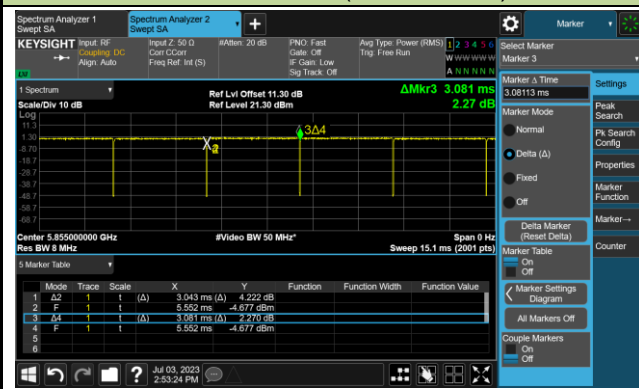 Spectrum Analyzer 1
Swept SA
Spectrum Analyzer 2
Swept SA
Marker
KEYSIGHT
Input: RF
Coupling: DC
Align: Auto
Input Z: 50 Ω
Corr CCorr
Freq Ref: Int (S)
#Atten: 20 dB
PNO: Fast
Gate: Off
IF Gain: Low
Sig Track: Off
Avg Type: Power (RMS)
Trig: Free Run
1 2 3 4 5 6
W W W W W W
A N N N N N
LXI
Select Marker
Marker 3
1 Spectrum
Scale/Div 10 dB
Log
Ref Lvl Offset 11.30 dB
Ref Level 21.30 dBm
ΔMkr3 3.081 ms
2.27 dB
11.3
1.30
-8.70
-18.7
-28.7
-38.7
-48.7
-58.7
-68.7
3Δ4
Center 5.855000000 GHz
Res BW 8 MHz
#Video BW 50 MHz*
Span 0 Hz
Sweep 15.1 ms (2001 pts)
5 Marker Table
Mode Trace Scale X Y Function Function Width Function Value
1 Δ2 1 t (Δ) 3.043 ms (Δ) 4.222 dB
2 F 1 t 5.552 ms -4.677 dBm
3 Δ4 1 t (Δ) 3.081 ms (Δ) 2.270 dB
4 F 1 t 5.552 ms -4.677 dBm
5
6
Marker Δ Time
3.08113 ms
Marker Mode
Normal
Delta (Δ)
Fixed
Off
Delta Marker
(Reset Delta)
Marker Table
On
Off
Marker Settings
Diagram
All Markers Off
Couple Markers
On
Off
Settings
Peak
Search
Pk Search
Config
Properties
Marker
Function
Marker→
Counter
Jul 03, 2023
2:53:24 PM